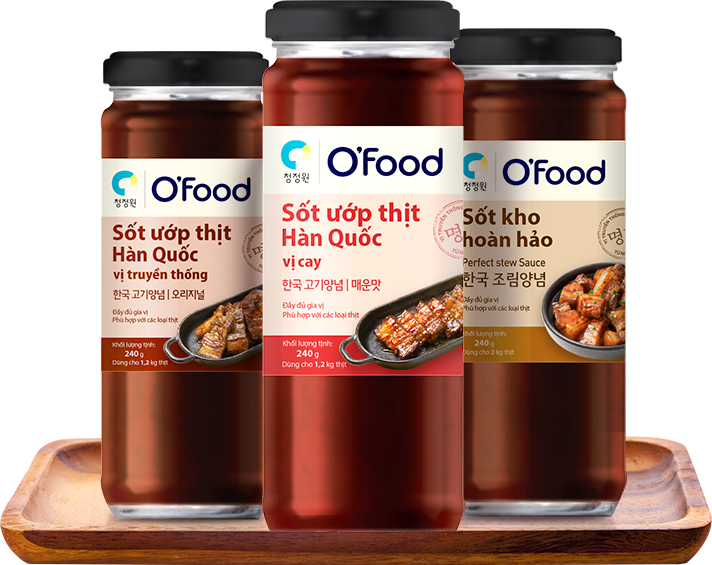 청정원
O'Food
Sốt ướp thịt
Hàn Quốc
vị truyền thống
한국 고기양념 | 오리지널
Đầy đủ gia vị
Phù hợp với các loại thịt
Khối lượng tịnh:
240 g
Dùng cho 1,2 kg thịt
청정원
O'Food
Sốt ướp thịt
Hàn Quốc
vị cay
한국 고기양념 | 매운맛
Đầy đủ gia vị
Phù hợp với các loại thịt
Khối lượng tịnh:
240 g
Dùng cho 1,2 kg thịt
청정원
O'Food
Sốt kho
hoàn hảo
Perfect stew Sauce
한국 조림양념
Đầy đủ gia vị
Phù hợp với các loại thịt
Khối lượng tịnh:
240 g
Dùng cho 2 kg thịt
VỊ TRUYỀN THỐNG
명